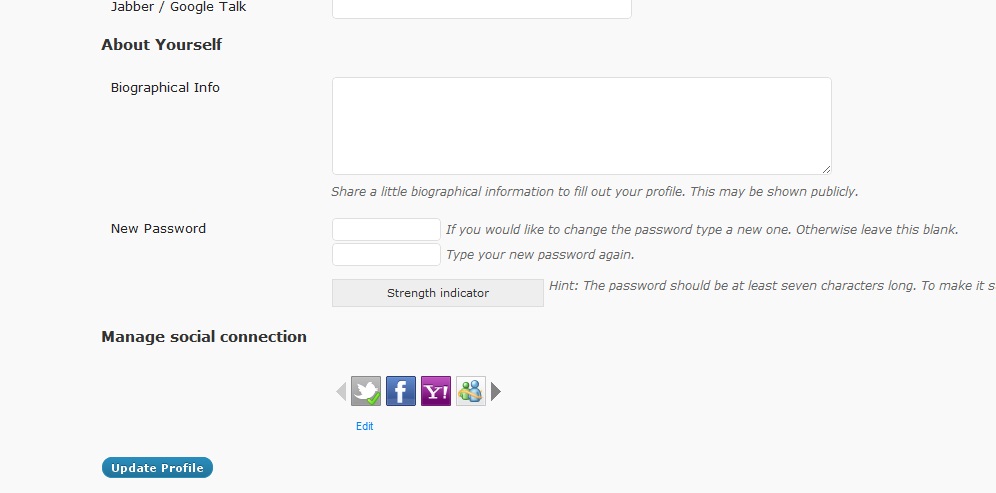 Jabber / Google Talk
About Yourself
Biographical Info
Share a little biographical information to fill out your profile. This may be shown publicly.
New Password
If you would like to change the password type a new one. Otherwise leave this blank.
Type your new password again.
Strength indicator
Hint: The password should be at least seven characters long. To make it s
Manage social connection
f
Y!
Edit
Update Profile